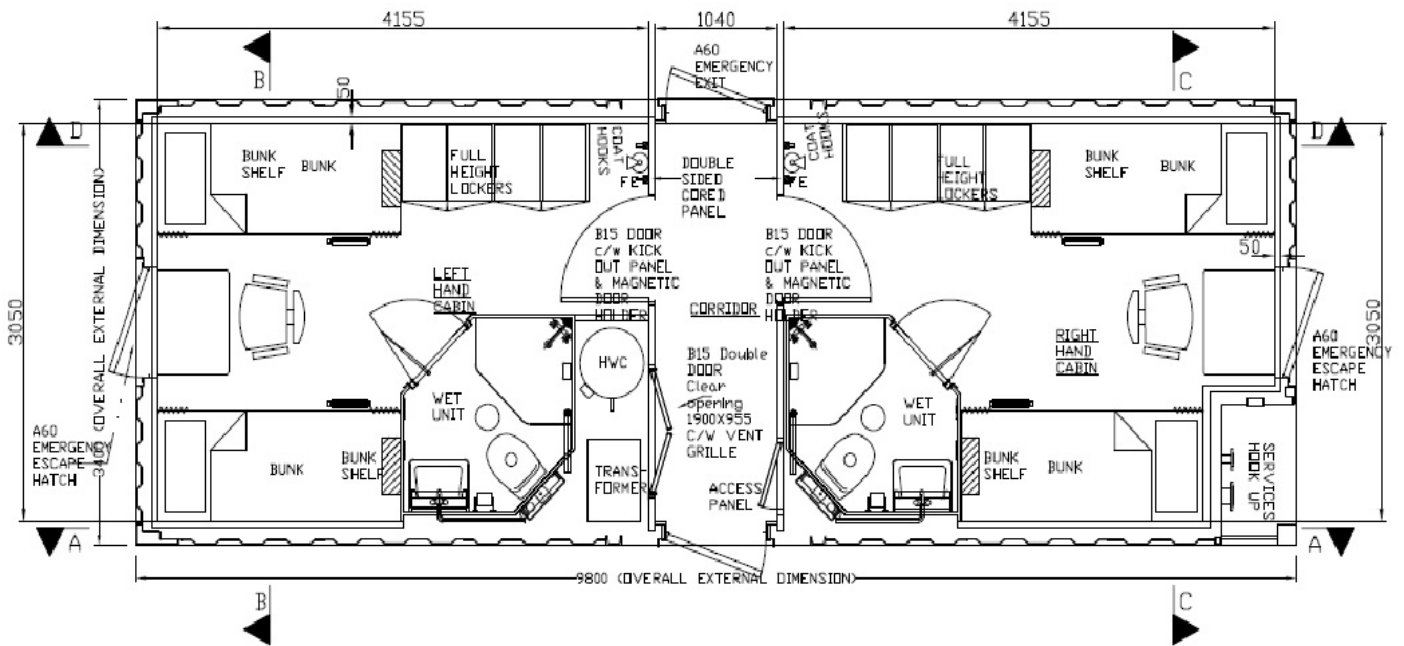 4155
1040
4155
A60
EMERGENCY
EXIT
B
C
50
D
D
BUNK
SHELF
BUNK
FULL
HEIGHT
LOCKERS
COAT
HOOKS
FE
DOUBLE
SIDED
CORED
PANEL
COAT
HOOKS
FE
FULL
HEIGHT
LOCKERS
BUNK
SHELF
BUNK
B15 DOOR
c/w KICK
OUT PANEL
& MAGNETIC
DOOR
HOLDER
B15 DOOR
c/w KICK
OUT PANEL
& MAGNETIC
DOOR
HOLDER
50
LEFT
HAND
CABIN
CORRIDOR
3050
3400 (OVERALL EXTERNAL DIMENSION)
RIGHT
HAND
CABIN
3050
A60
EMERGENCY
ESCAPE
HATCH
HWC
B15 Double
DOOR
Clear
opening
1900X955
C/W VENT
GRILLE
WET
UNIT
WET
UNIT
A60
EMERGENCY
ESCAPE
HATCH
BUNK
BUNK
SHELF
TRANS-
FORMER
ACCESS
PANEL
BUNK
SHELF
BUNK
SERVICES
HOOK UP
A
A
9800 (OVERALL EXTERNAL DIMENSION)
B
C